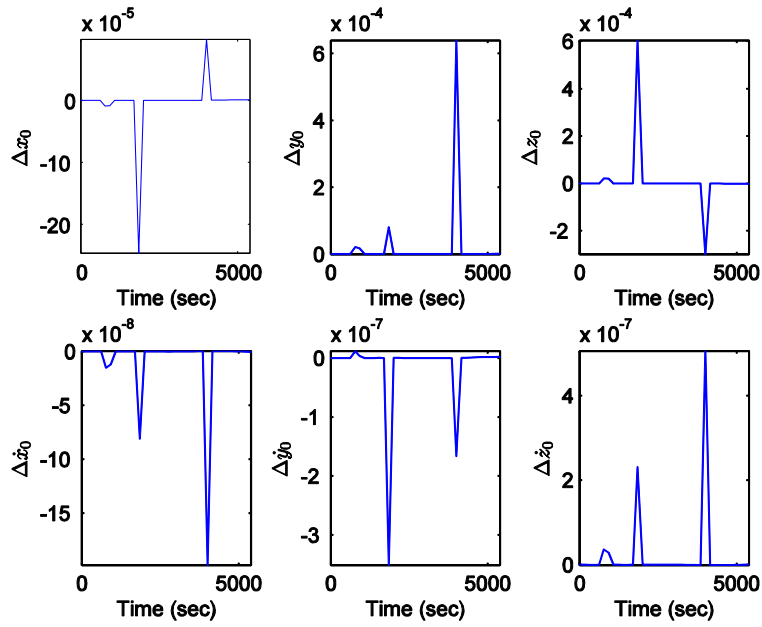 x 10⁻⁵
0
-10
-20
Δx₀
0 5000
Time (sec)
x 10⁻⁴
6
4
2
0
Δy₀
0 5000
Time (sec)
x 10⁻⁴
6
4
2
0
-2
Δz₀
0 5000
Time (sec)
x 10⁻⁸
0
-5
-10
-15
Δẋ₀
0 5000
Time (sec)
x 10⁻⁷
0
-1
-2
-3
Δẏ₀
0 5000
Time (sec)
x 10⁻⁷
4
2
0
Δż₀
0 5000
Time (sec)